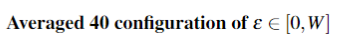 Averaged 40 configuration of ε ∈ [0,W]